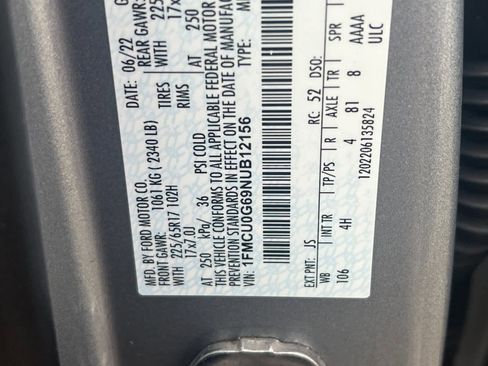 MFD. BY FORD MOTOR CO.
DATE: 06/22
FRONT GAWR: 1061 KG ( 2340 LB)
REAR GAWR:
225/65R17 102H TIRES WITH 225
17x7.0J RIMS 17x
AT 250 kPa/ 36 PSI COLD AT 250
THIS VEHICLE CONFORMS TO ALL APPLICABLE FEDERAL MOTOR
PREVENTION STANDARDS IN EFFECT ON THE DATE OF MANUFAC
VIN: 1FMCU0G69NUB12156 TYPE: M
EXT PNT: JS RC: 52 DSO:
WB INT TR TP/PS R AXLE TR SPR
106 4H 4 81 8 AAAA
1202206135824 ULC